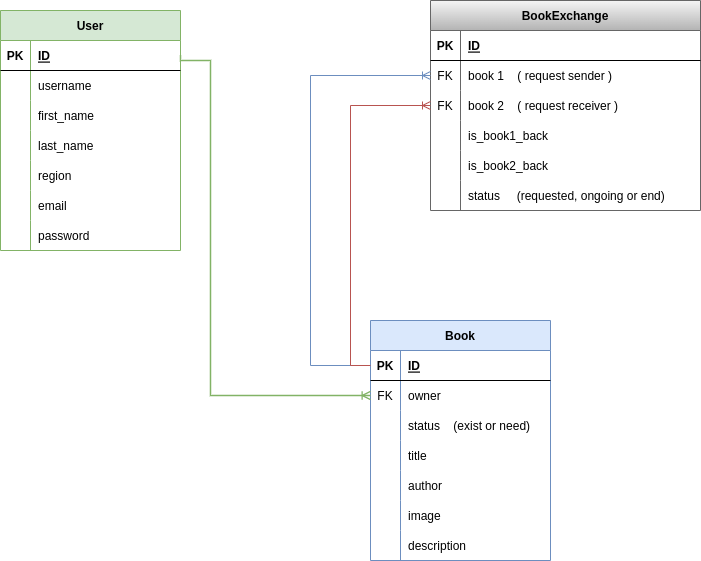 User
PK ID
username
first_name
last_name
region
email
password
BookExchange
PK ID
FK book 1 ( request sender )
FK book 2 ( request receiver )
is_book1_back
is_book2_back
status (requested, ongoing or end)
Book
PK ID
FK owner
status (exist or need)
title
author
image
description